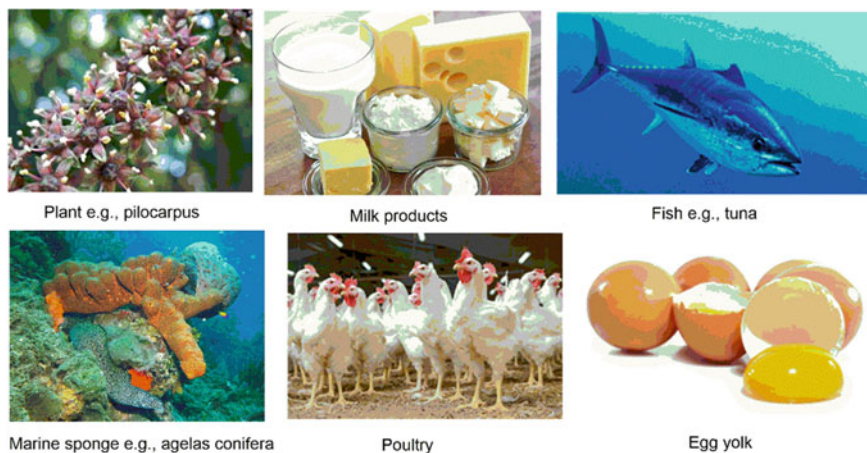 Plant e.g., pilocarpus
Milk products
Fish e.g., tuna
Marine sponge e.g., agelas conifera
Poultry
Egg yolk